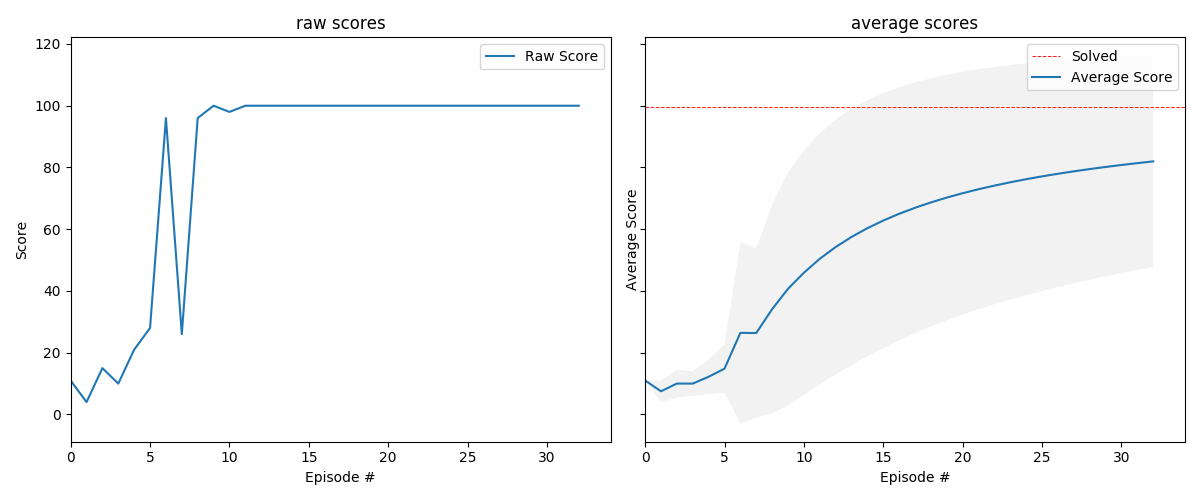 raw scores
120
100
80
60
40
20
0
Score
Raw Score
0 5 10 15 20 25 30
Episode #
average scores
Average Score
Solved
Average Score
0 5 10 15 20 25 30
Episode #